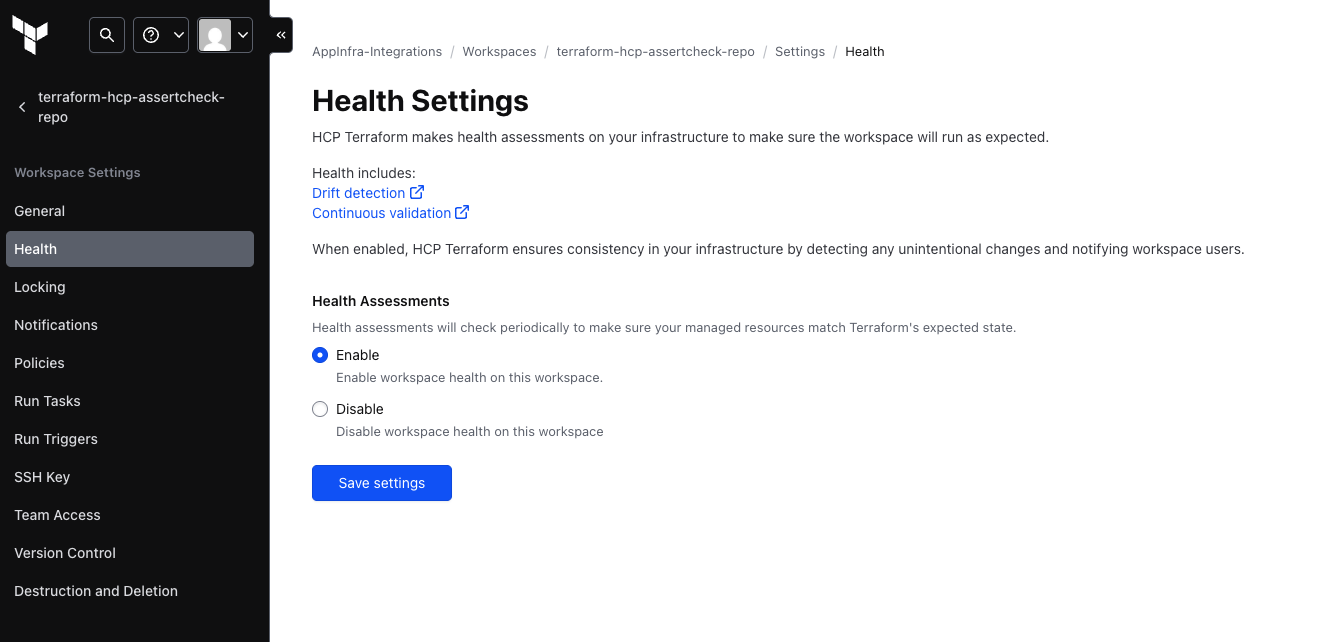 terraform-hcp-assertcheck-
repo
Workspace Settings
General
Health
Locking
Notifications
Policies
Run Tasks
Run Triggers
SSH Key
Team Access
Version Control
Destruction and Deletion
AppInfra-Integrations / Workspaces / terraform-hcp-assertcheck-repo / Settings / Health
Health Settings
HCP Terraform makes health assessments on your infrastructure to make sure the workspace will run as expected.
Health includes:
Drift detection
Continuous validation
When enabled, HCP Terraform ensures consistency in your infrastructure by detecting any unintentional changes and notifying workspace users.
Health Assessments
Health assessments will check periodically to make sure your managed resources match Terraform's expected state.
Enable
Enable workspace health on this workspace.
Disable
Disable workspace health on this workspace
Save settings